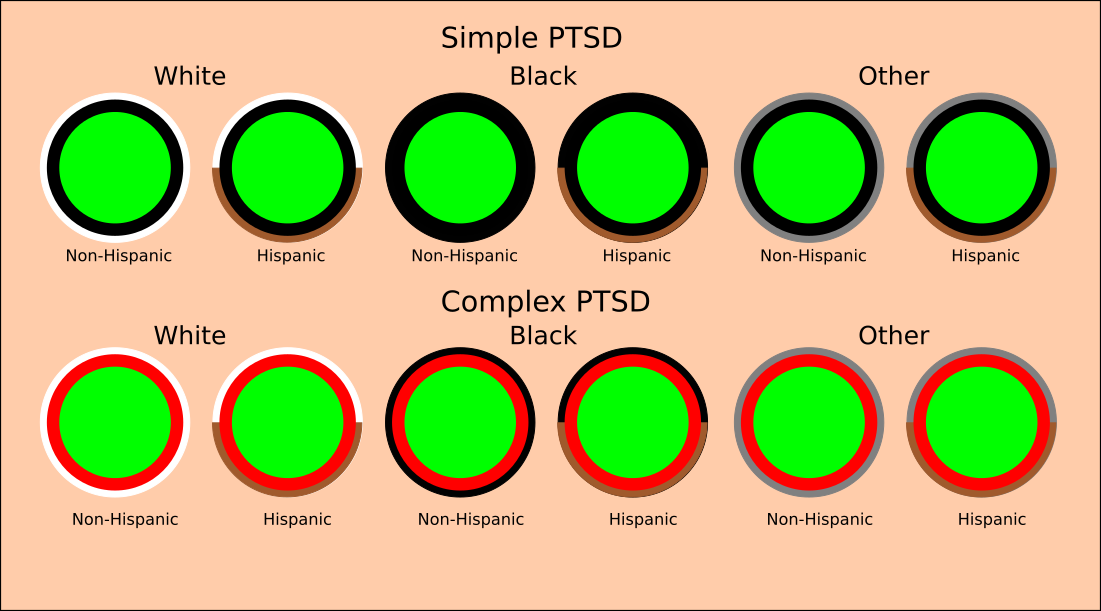 Simple PTSD
White Black Other
Non-Hispanic Hispanic Non-Hispanic Hispanic Non-Hispanic Hispanic
Complex PTSD
White Black Other
Non-Hispanic Hispanic Non-Hispanic Hispanic Non-Hispanic Hispanic